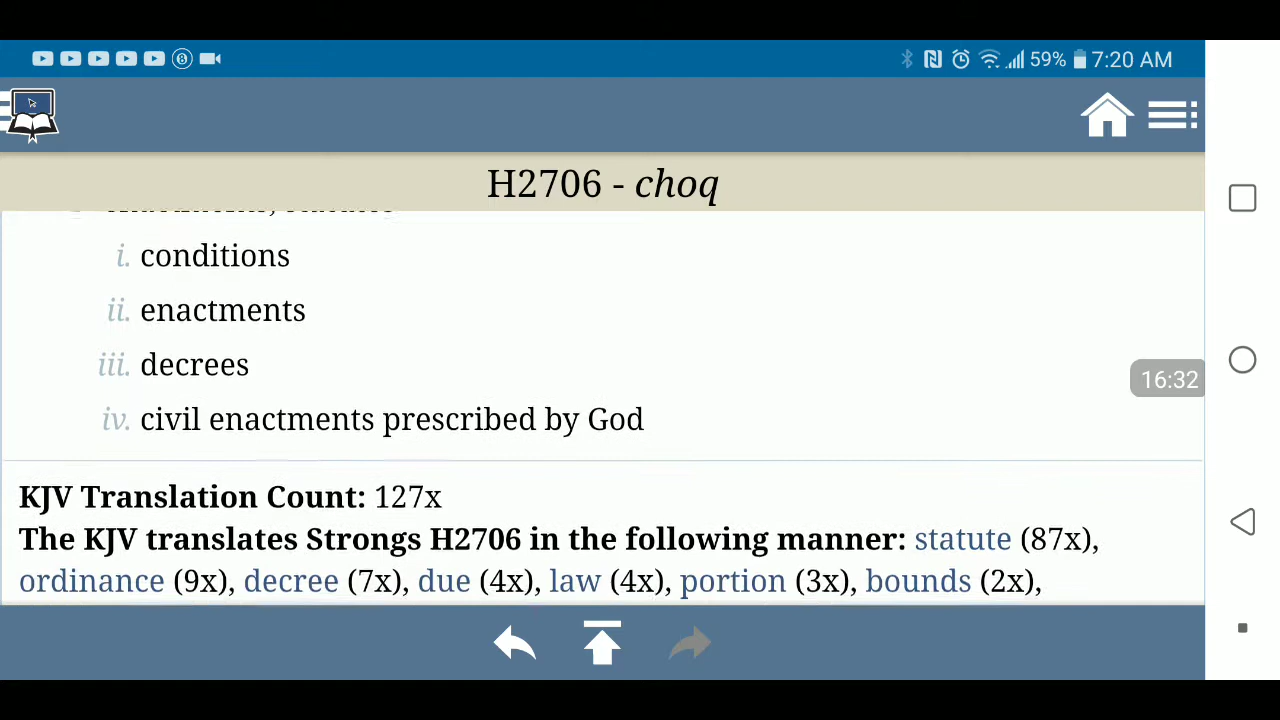 59% 7:20 AM
H2706 - choq
i. conditions
ii. enactments
iii. decrees
16:32
iv. civil enactments prescribed by God
KJV Translation Count: 127x
The KJV translates Strongs H2706 in the following manner: statute (87x),
ordinance (9x), decree (7x), due (4x), law (4x), portion (3x), bounds (2x),